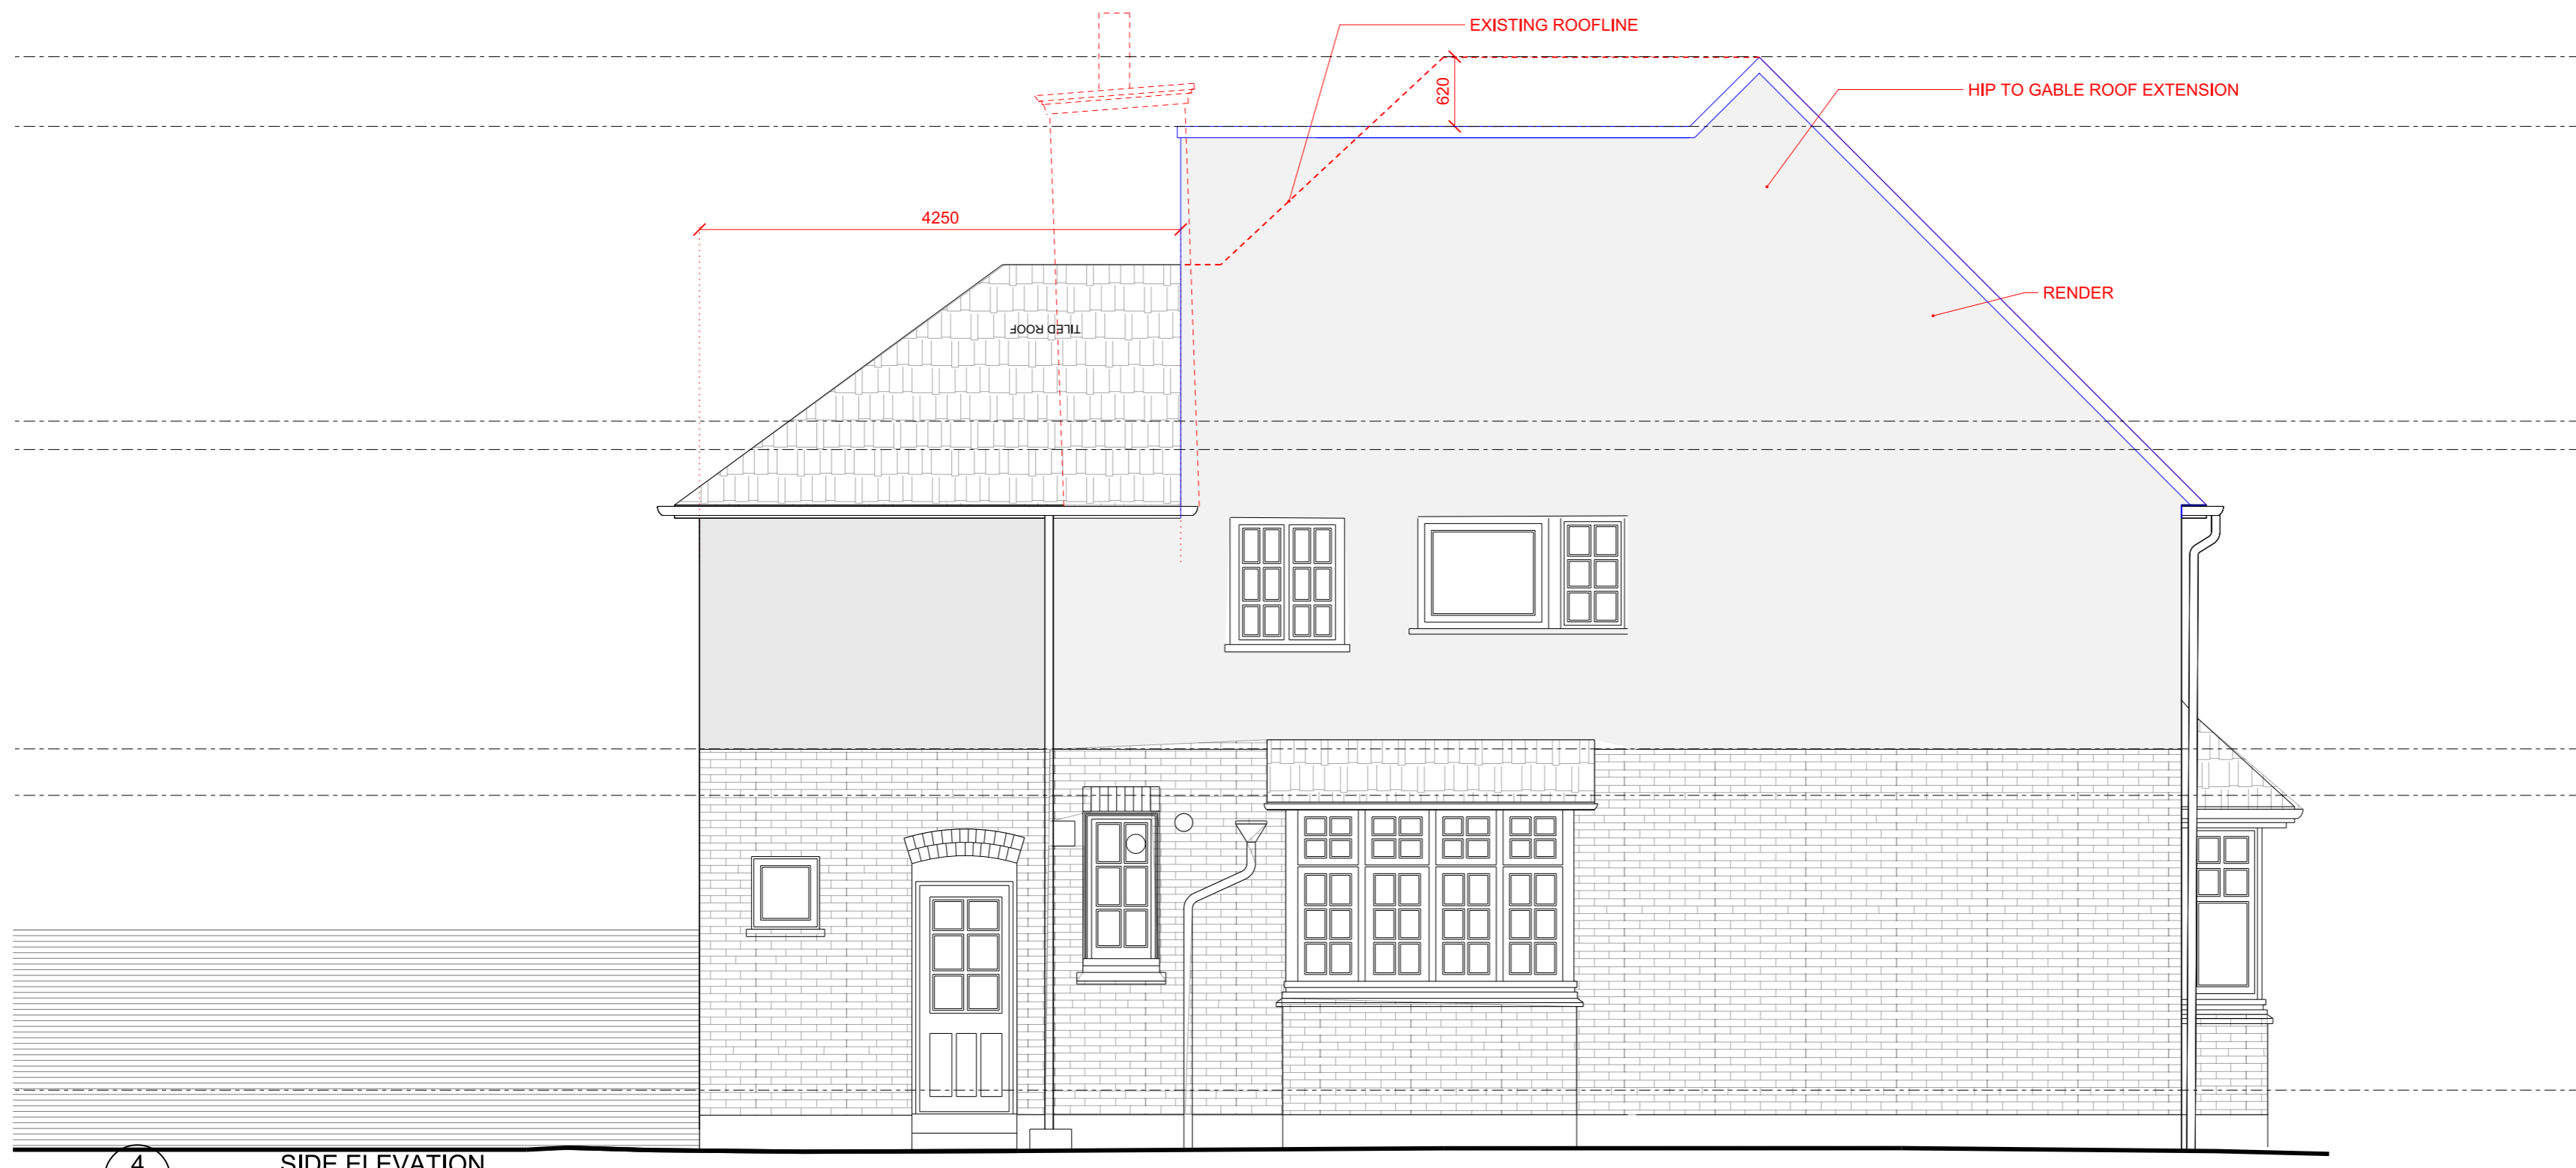 EXISTING ROOFLINE
620
HIP TO GABLE ROOF EXTENSION
4250
RENDER
TILED ROOF
4
SIDE ELEVATION